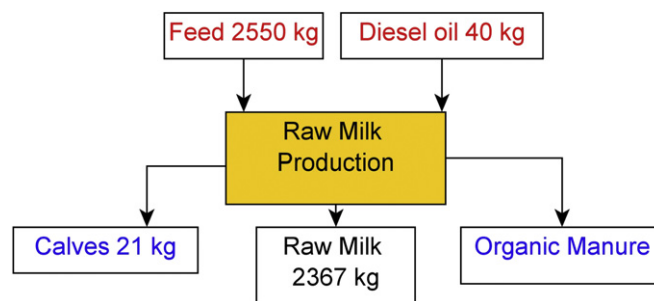 Feed 2550 kg
Diesel oil 40 kg
Raw Milk
Production
Calves 21 kg
Raw Milk
2367 kg
Organic Manure